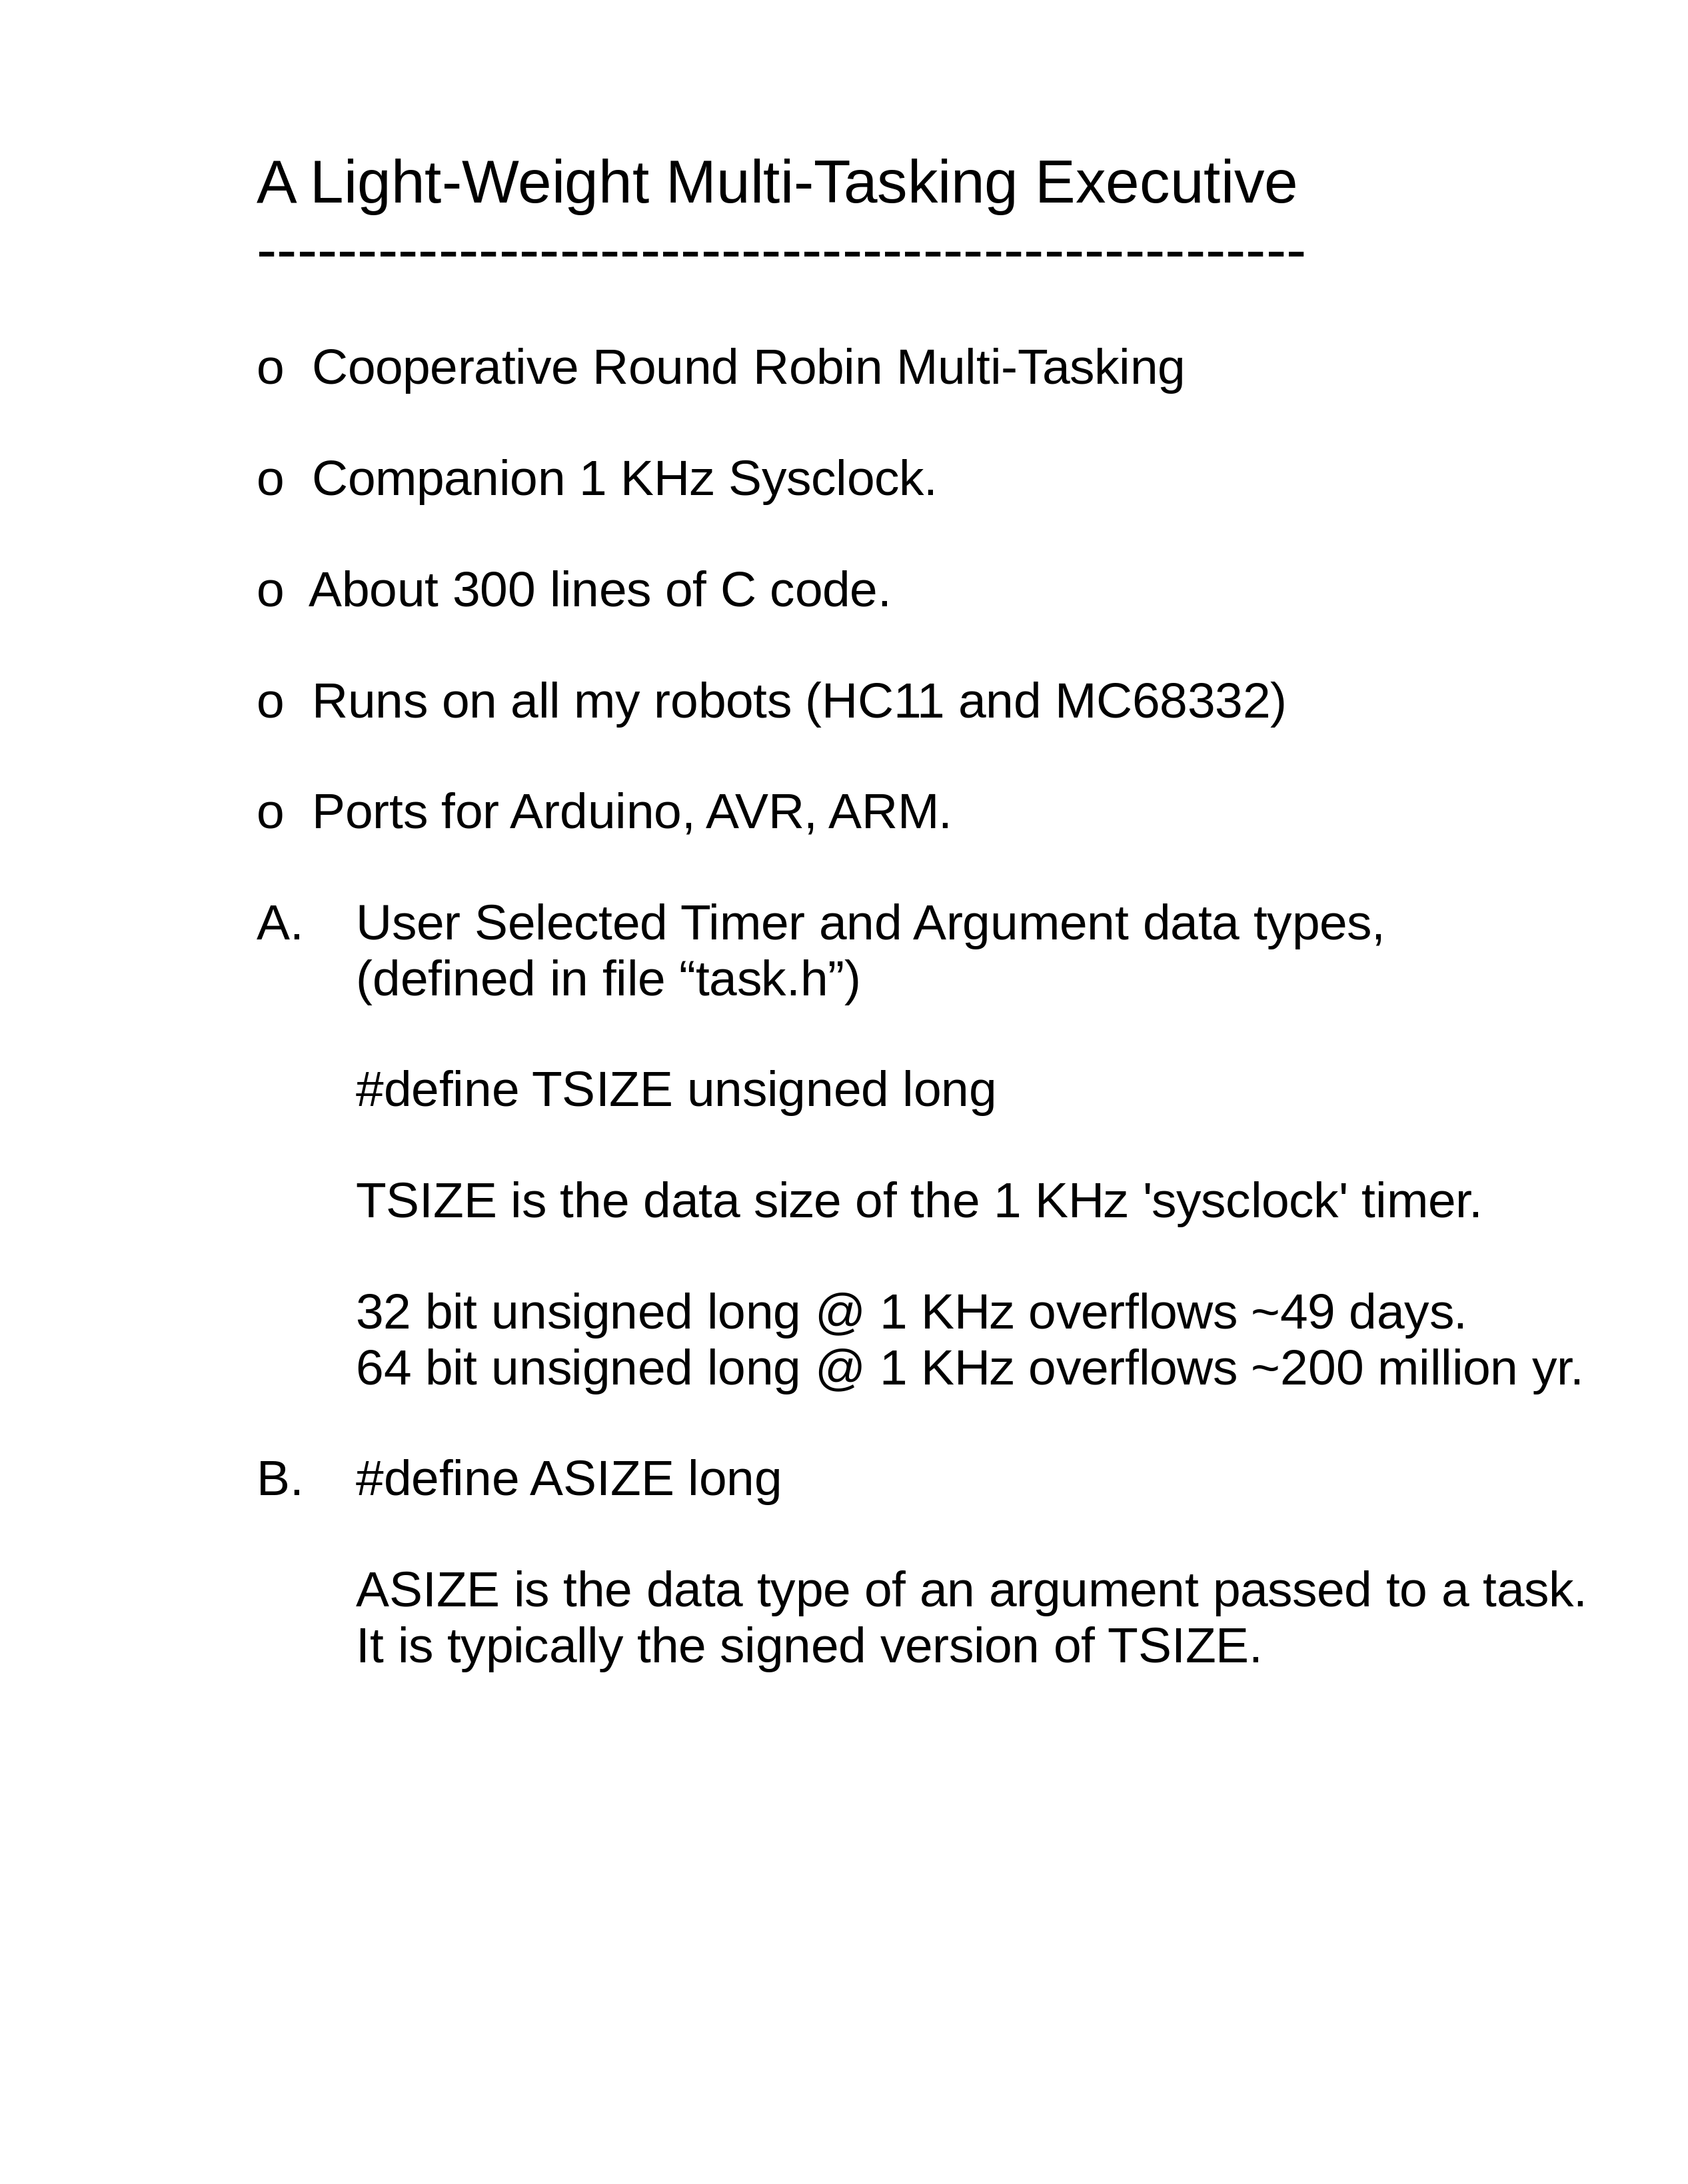 A Light-Weight Multi-Tasking Executive
----------------------------------------------------
o  Cooperative Round Robin Multi-Tasking
o  Companion 1 KHz Sysclock.
o  About 300 lines of C code.
o  Runs on all my robots (HC11 and MC68332)
o  Ports for Arduino, AVR, ARM.
A.    User Selected Timer and Argument data types,
(defined in file “task.h”)
#define TSIZE unsigned long
TSIZE is the data size of the 1 KHz 'sysclock' timer.
32 bit unsigned long @ 1 KHz overflows ~49 days.
64 bit unsigned long @ 1 KHz overflows ~200 million yr.
B.    #define ASIZE long
ASIZE is the data type of an argument passed to a task.
It is typically the signed version of TSIZE.